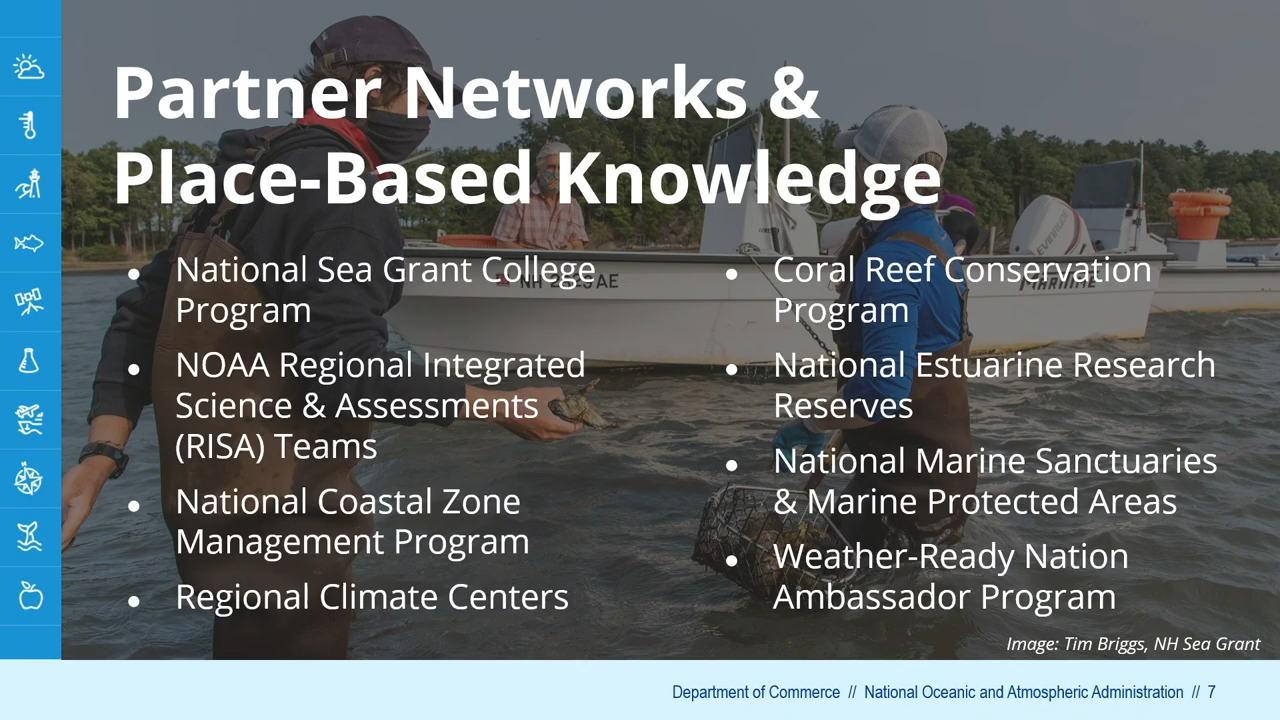 Partner Networks &
Place-Based Knowledge
● National Sea Grant College
Program
● NOAA Regional Integrated
Science & Assessments
(RISA) Teams
● National Coastal Zone
Management Program
● Regional Climate Centers
● Coral Reef Conservation
Program
● National Estuarine Research
Reserves
● National Marine Sanctuaries
& Marine Protected Areas
● Weather-Ready Nation
Ambassador Program
EVINRUDE
Image: Tim Briggs, NH Sea Grant
Department of Commerce // National Oceanic and Atmospheric Administration // 7